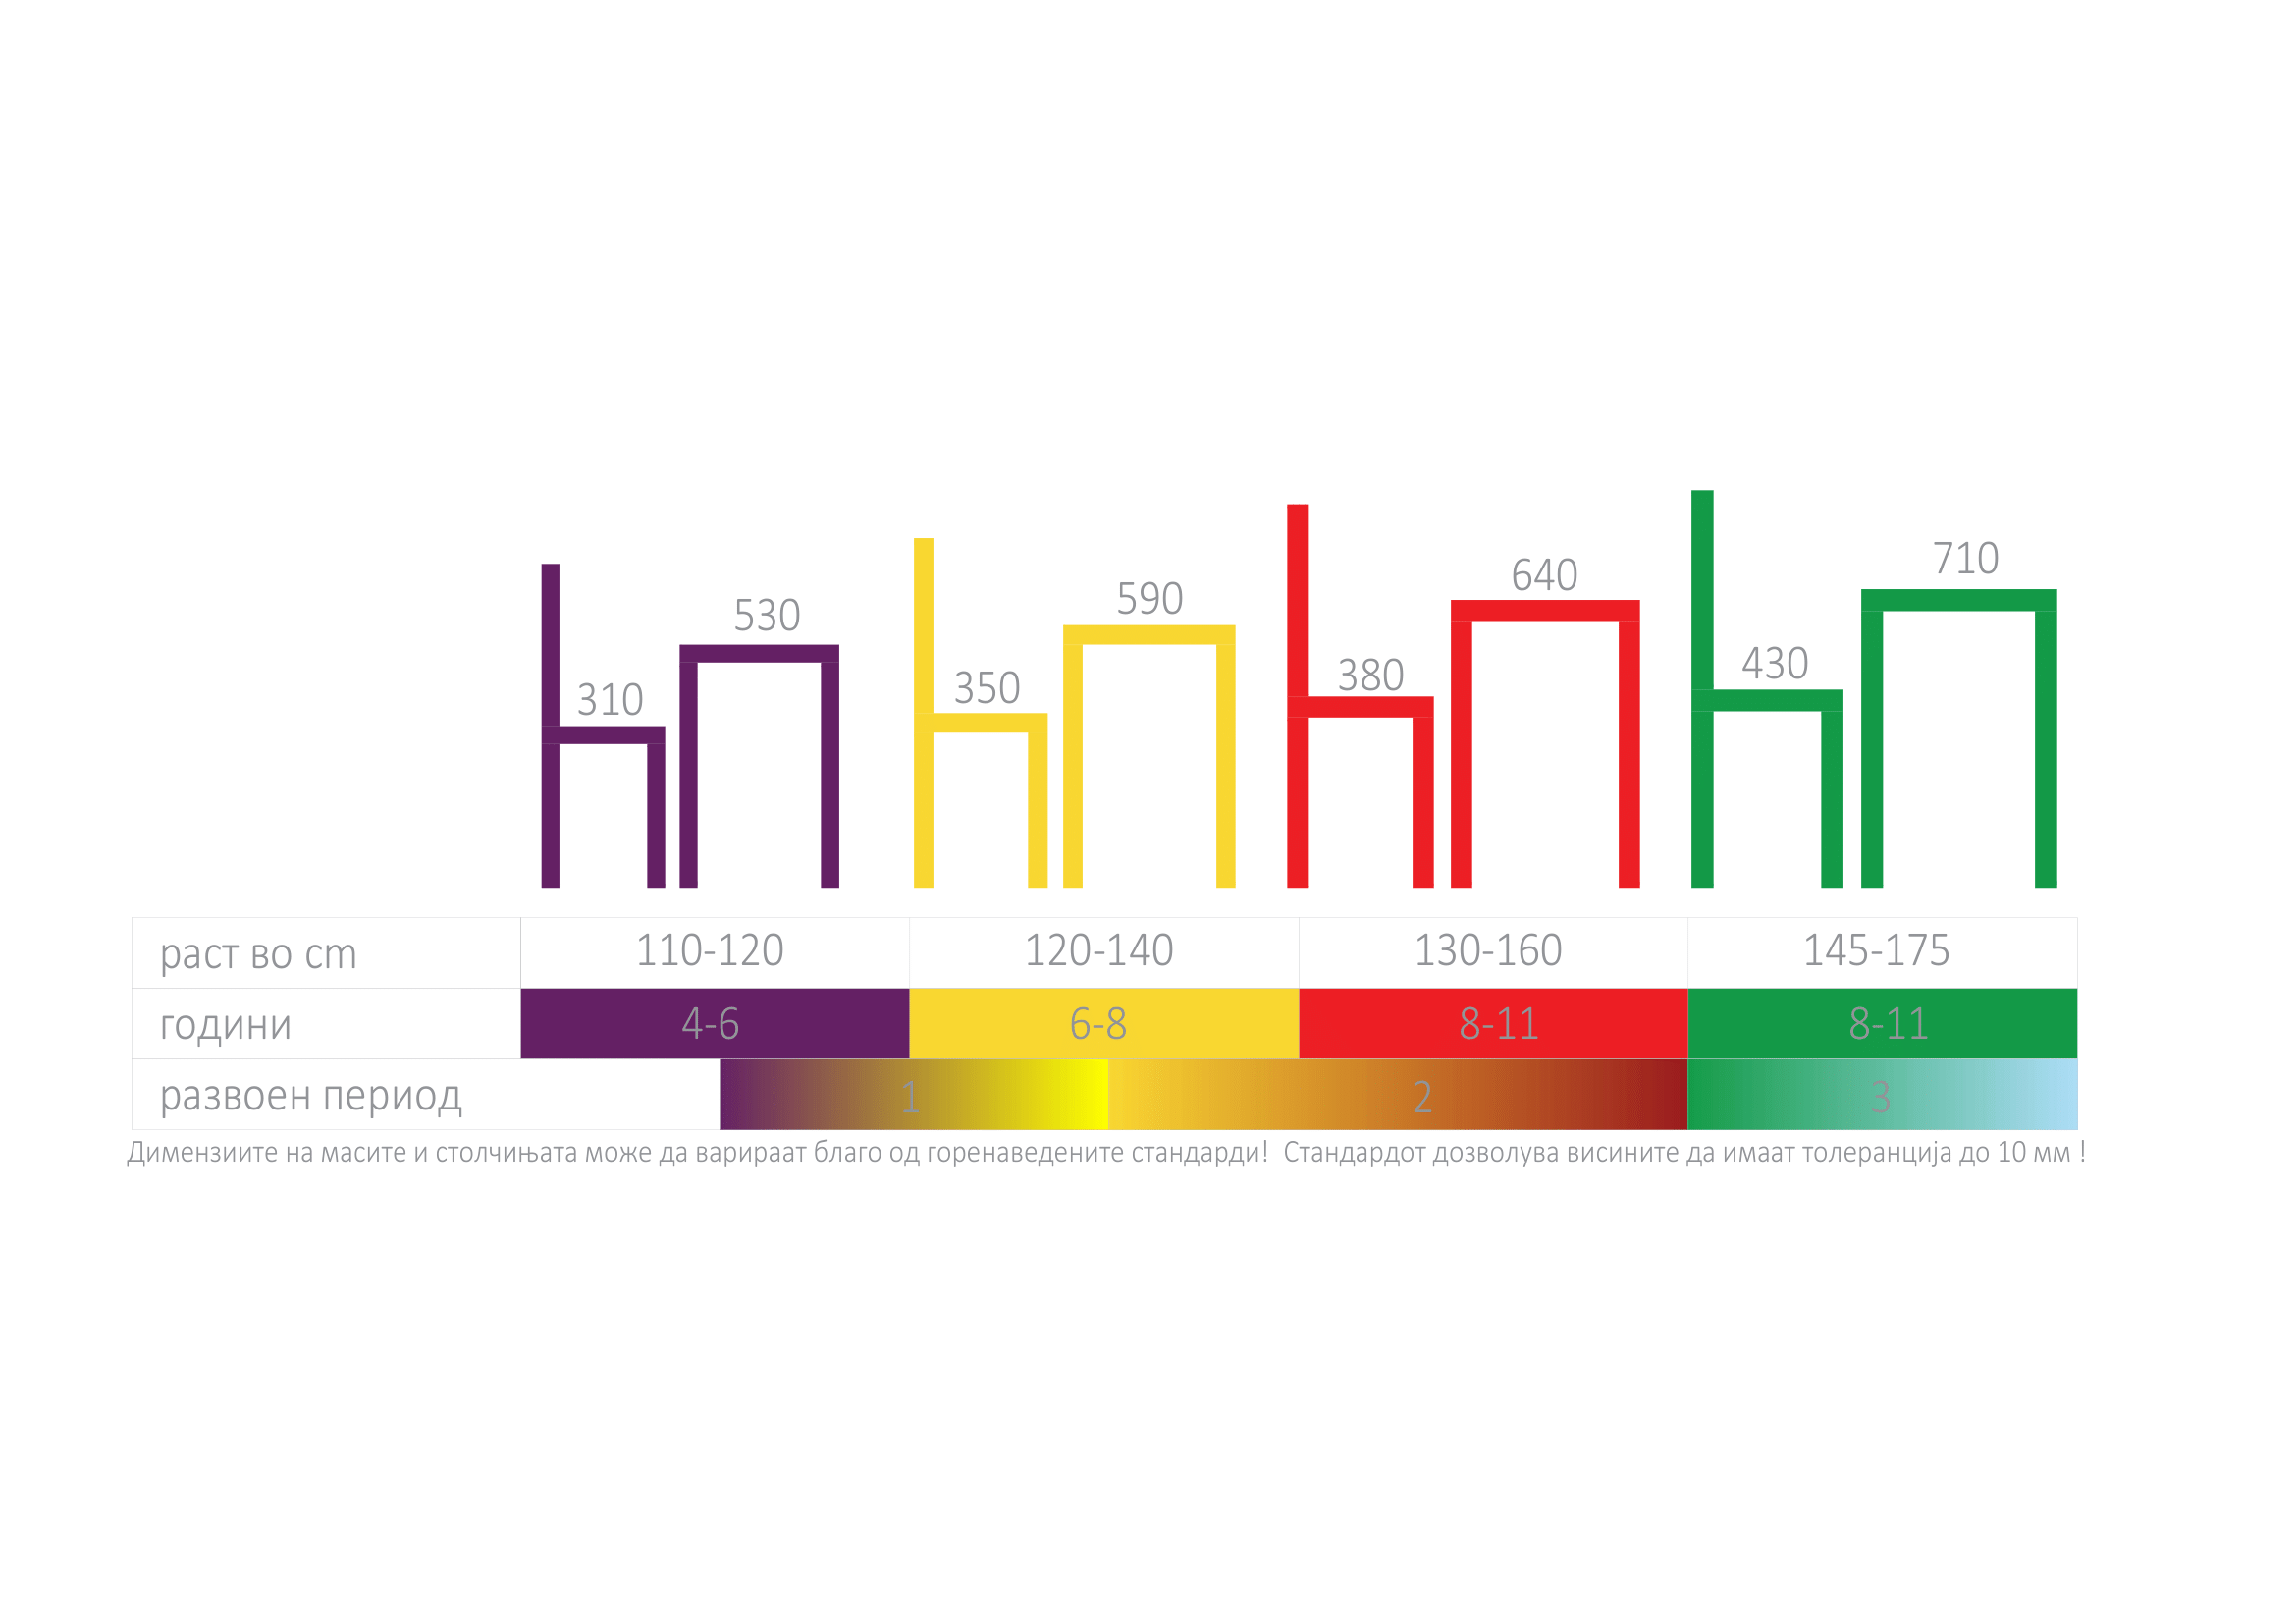 530
310
590
350
640
380
710
430
раст во cm 110-120 120-140 130-160 145-175
години 4-6 6-8 8-11 8-11
развоен период 1 2 3
Димензиите на масите и столчињата може да варираат благо од горенаведените стандарди! Стандардот дозволува висините да имаат толеранција до 10 мм !